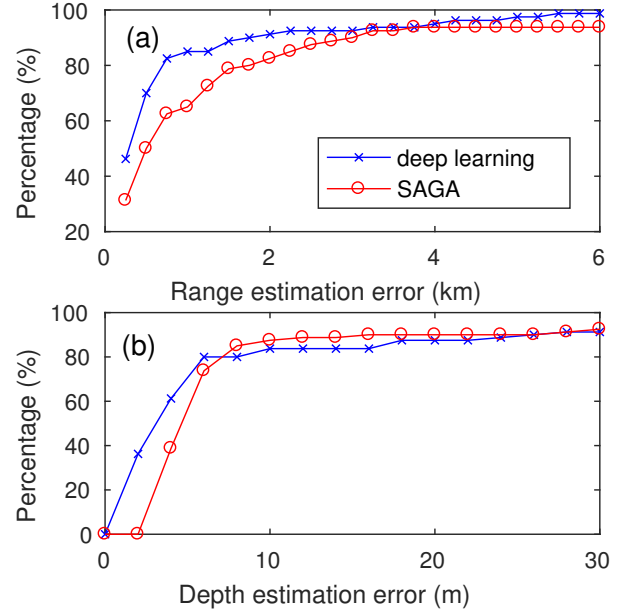 100
(a)
80
60
40
20
Percentage (%)
deep learning
SAGA
0 2 4 6
Range estimation error (km)
100
(b)
80
60
40
20
0
Percentage (%)
0 10 20 30
Depth estimation error (m)